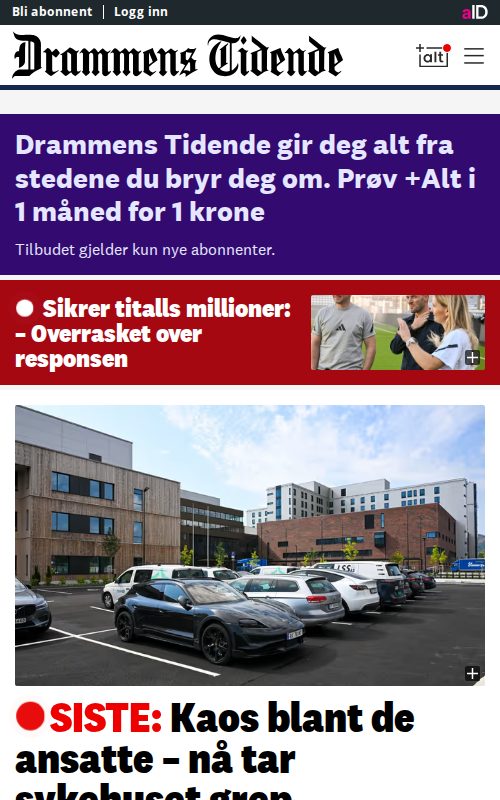 Bli abonnent
Logg inn
aID
Drammens Tidende
+alt
Drammens Tidende gir deg alt fra
stedene du bryr deg om. Prøv +Alt i
1 måned for 1 krone
Tilbudet gjelder kun nye abonnenter.
Sikrer titalls millioner:
– Overrasket over
responsen
SISTE: Kaos blant de
ansatte – nå tar
sykehuset grep